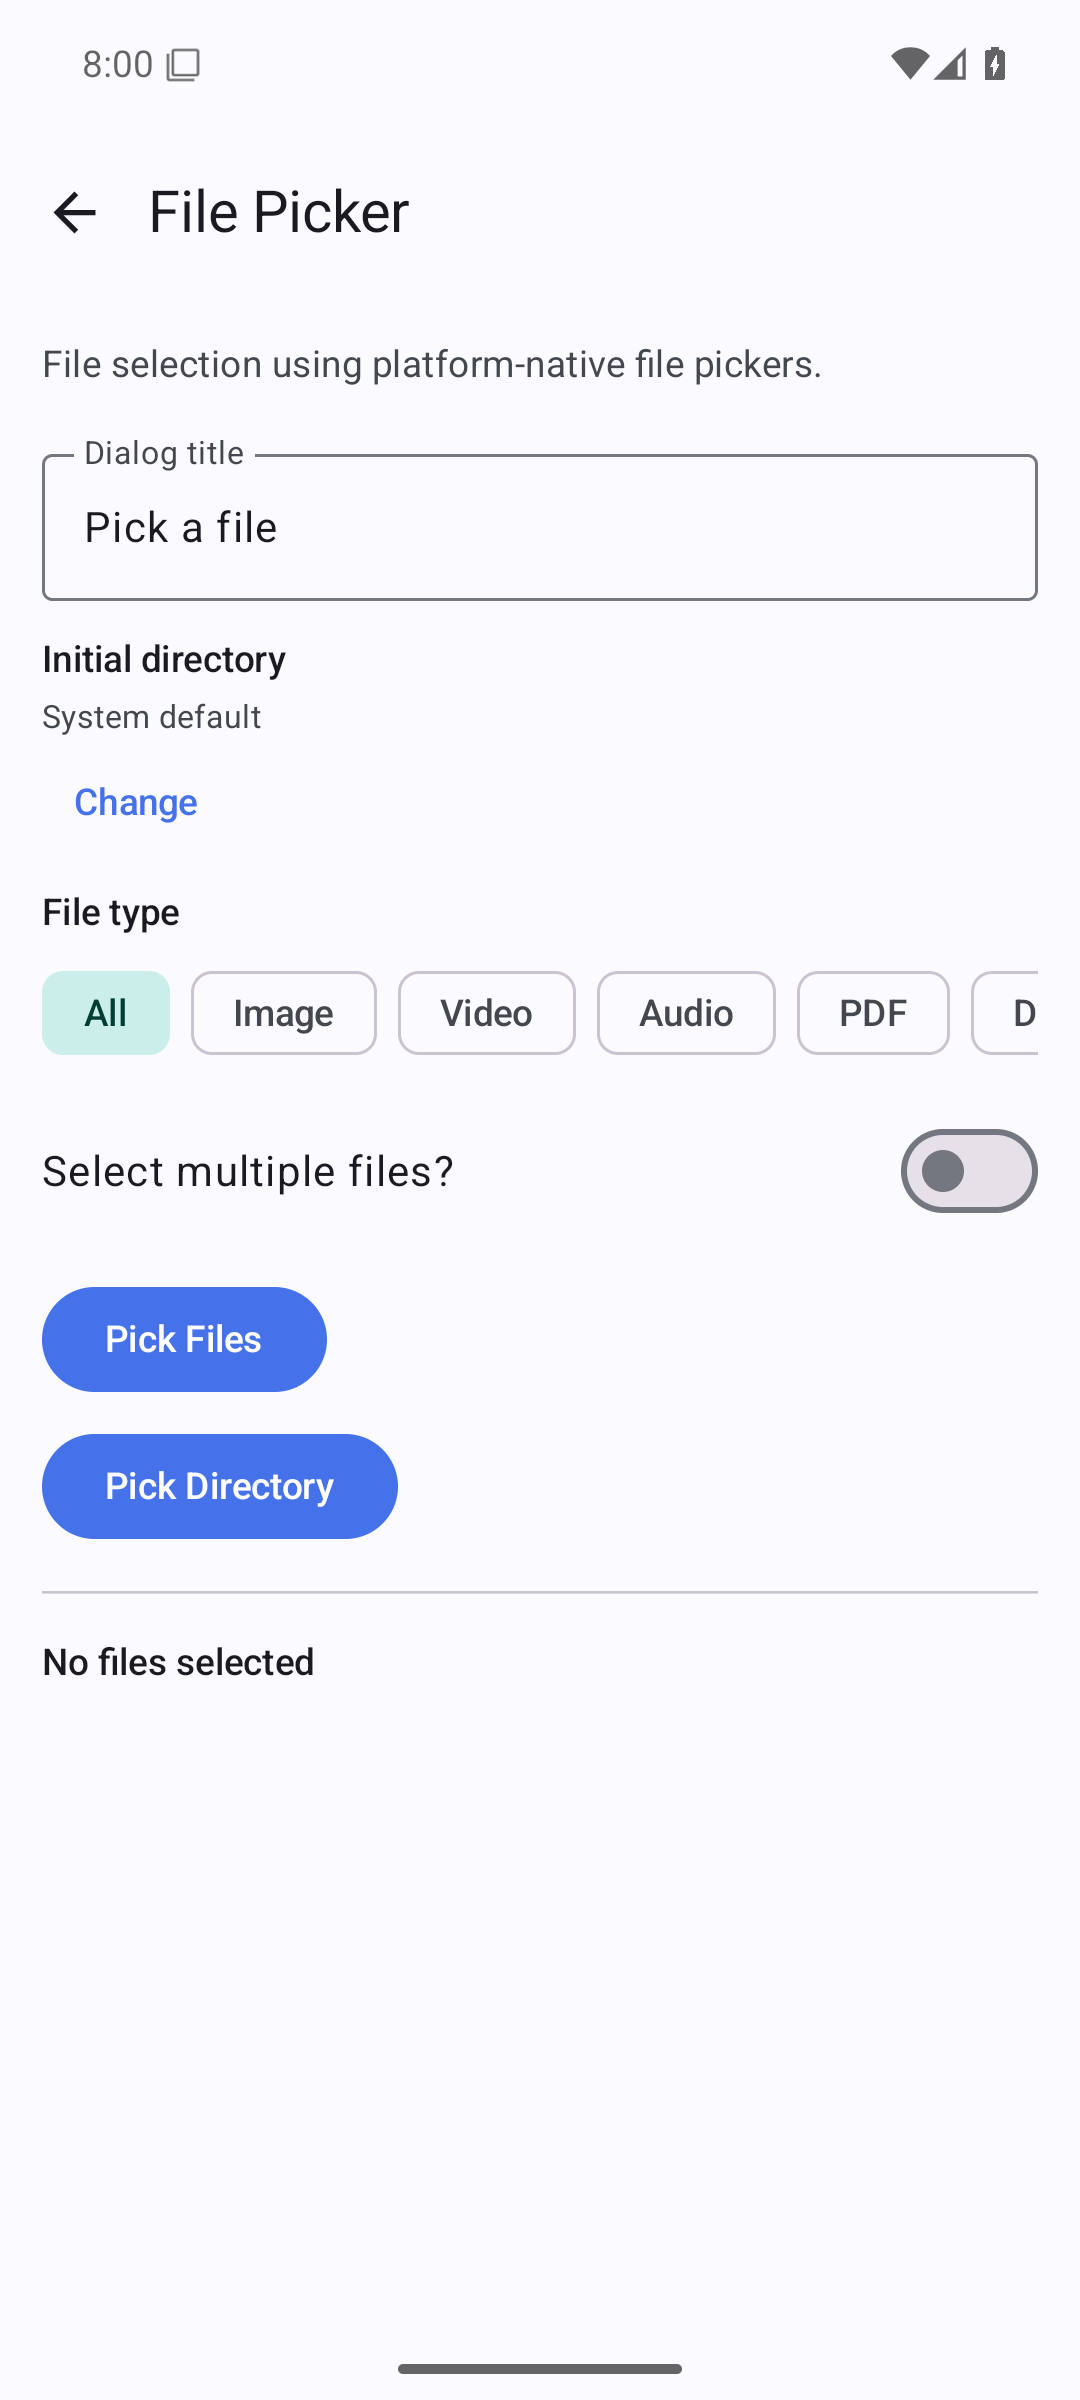 8:00
File Picker
File selection using platform-native file pickers.
Dialog title
Pick a file
Initial directory
System default
Change
File type
All Image Video Audio PDF D
Select multiple files?
Pick Files
Pick Directory
No files selected